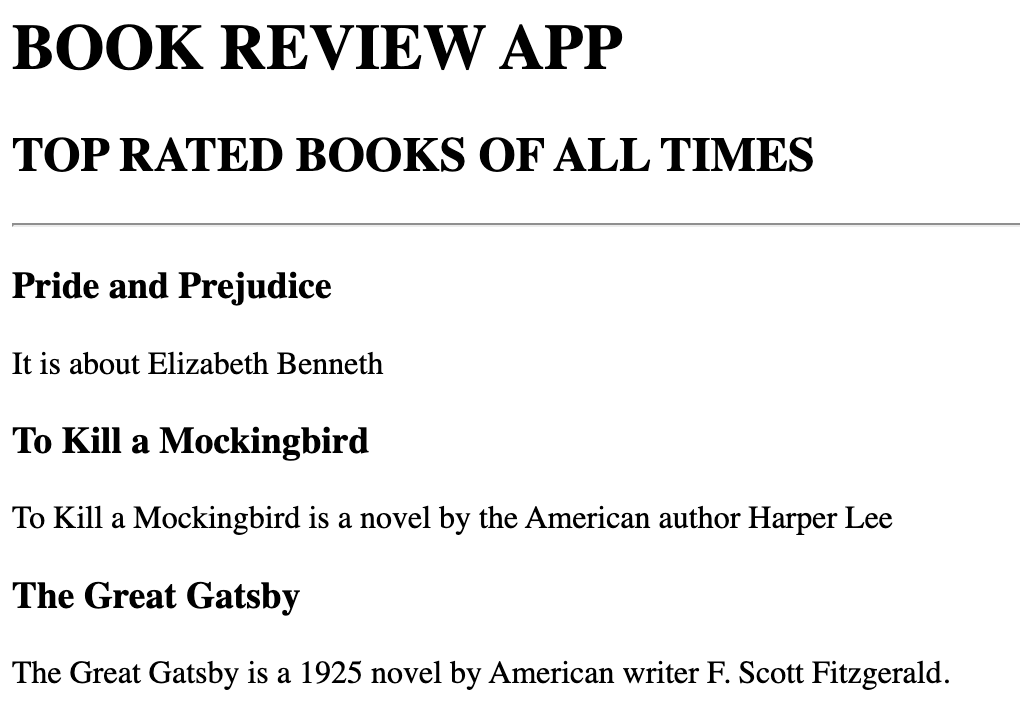 BOOK REVIEW APP
TOP RATED BOOKS OF ALL TIMES
Pride and Prejudice
It is about Elizabeth Benneth
To Kill a Mockingbird
To Kill a Mockingbird is a novel by the American author Harper Lee
The Great Gatsby
The Great Gatsby is a 1925 novel by American writer F. Scott Fitzgerald.